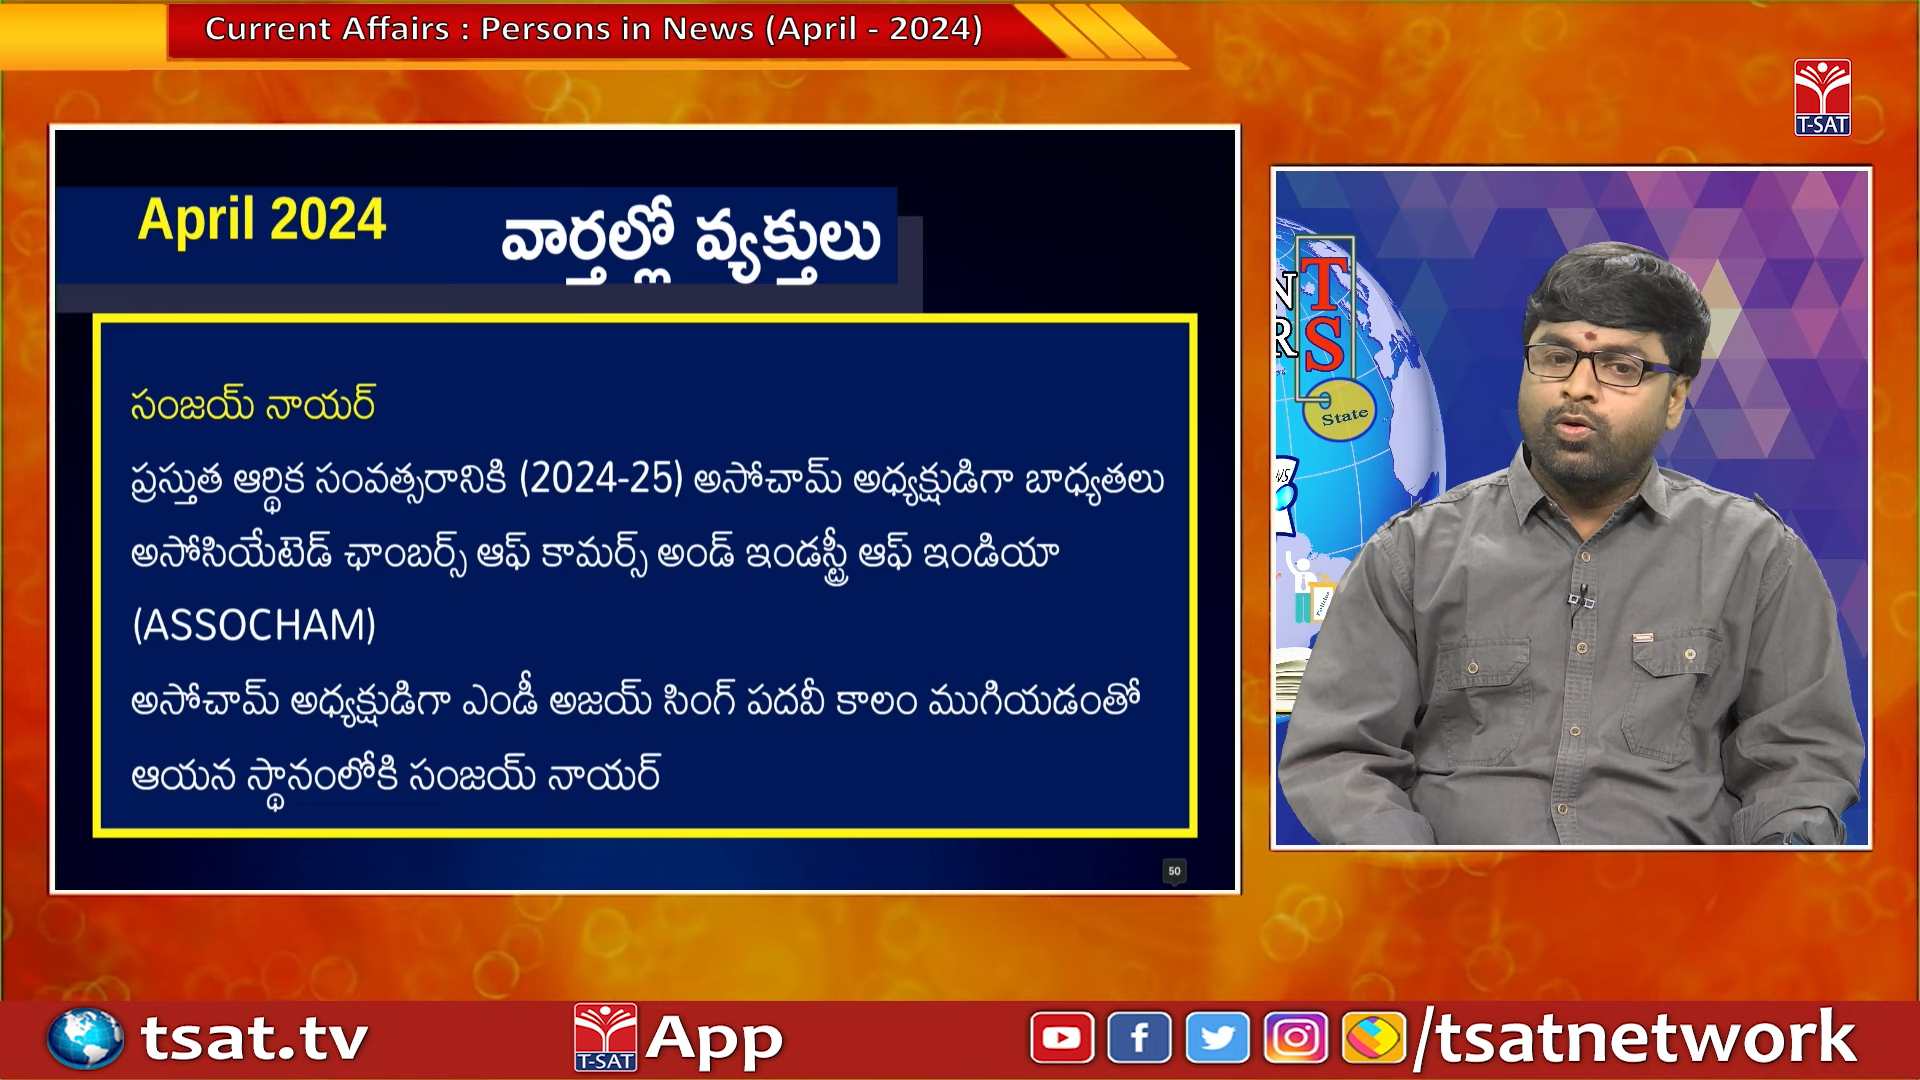 Current Affairs : Persons in News (April - 2024)
T-SAT
April 2024 వార్తల్లో వ్యక్తులు
సంజయ్ నాయర్
ప్రస్తుత ఆర్థిక సంవత్సరానికి (2024-25) అసోచామ్ అధ్యక్షుడిగా బాధ్యతలు
అసోసియేటెడ్ ఛాంబర్స్ ఆఫ్ కామర్స్ అండ్ ఇండస్ట్రీ ఆఫ్ ఇండియా
(ASSOCHAM)
అసోచామ్ అధ్యక్షుడిగా ఎండీ అజయ్ సింగ్ పదవీ కాలం ముగియడంతో
ఆయన స్థానంలోకి సంజయ్ నాయర్
50
TS
State
tsat.tv
T-SAT App
/tsatnetwork